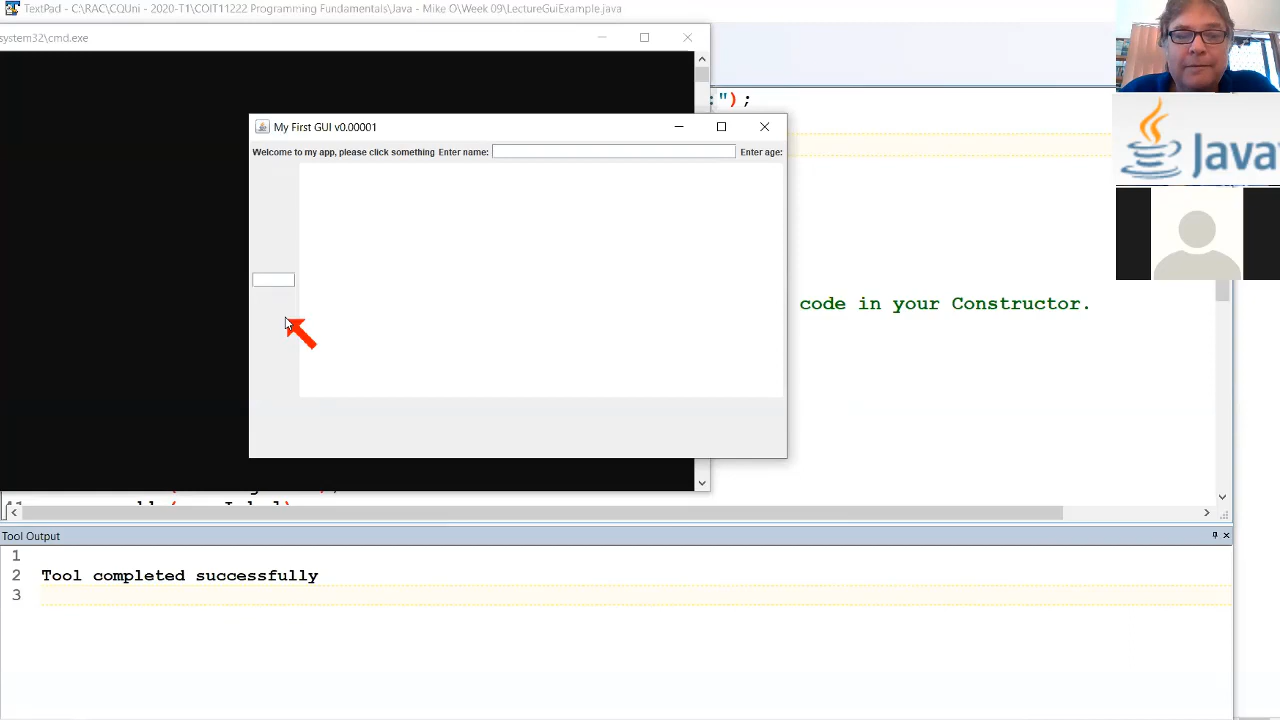 TextPad - C:\RAC\CQUni - 2020-T1\COIT11222 Programming Fundamentals\Java - Mike O\Week 09\LectureGuiExample.java
system32\cmd.exe
:");
My First GUI v0.00001
Welcome to my app, please click something Enter name: Enter age:
Java
code in your Constructor.
Tool Output
1
2 Tool completed successfully
3